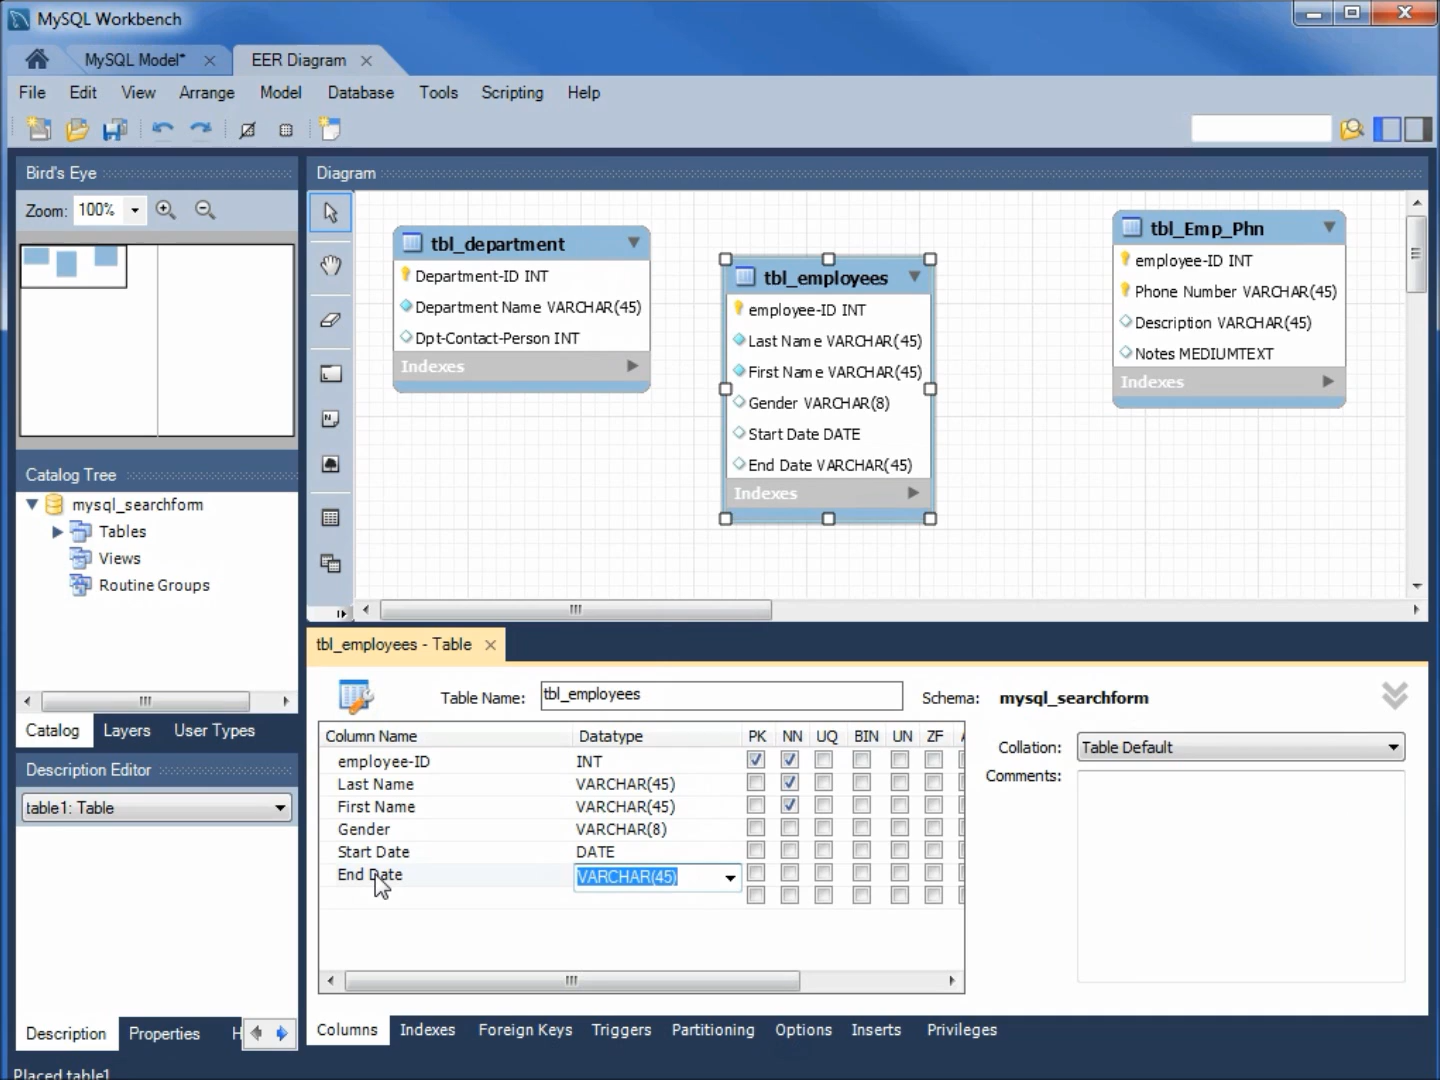 MySQL Workbench
MySQL Model*
EER Diagram
File Edit View Arrange Model Database Tools Scripting Help
Bird's Eye
Zoom: 100%
Catalog Tree
mysql_searchform
Tables
Views
Routine Groups
Catalog Layers User Types
Description Editor
table1: Table
Description Properties H
Placed table1
Diagram
tbl_department
Department-ID INT
Department Name VARCHAR(45)
Dpt-Contact-Person INT
Indexes
tbl_employees
employee-ID INT
Last Name VARCHAR(45)
First Name VARCHAR(45)
Gender VARCHAR(8)
Start Date DATE
End Date VARCHAR(45)
Indexes
tbl_Emp_Phn
employee-ID INT
Phone Number VARCHAR(45)
Description VARCHAR(45)
Notes MEDIUMTEXT
Indexes
tbl_employees - Table
Table Name: tbl_employees Schema: mysql_searchform
Column Name Datatype PK NN UQ BIN UN ZF
employee-ID INT
Last Name VARCHAR(45)
First Name VARCHAR(45)
Gender VARCHAR(8)
Start Date DATE
End Date VARCHAR(45)
Collation: Table Default
Comments:
Columns Indexes Foreign Keys Triggers Partitioning Options Inserts Privileges